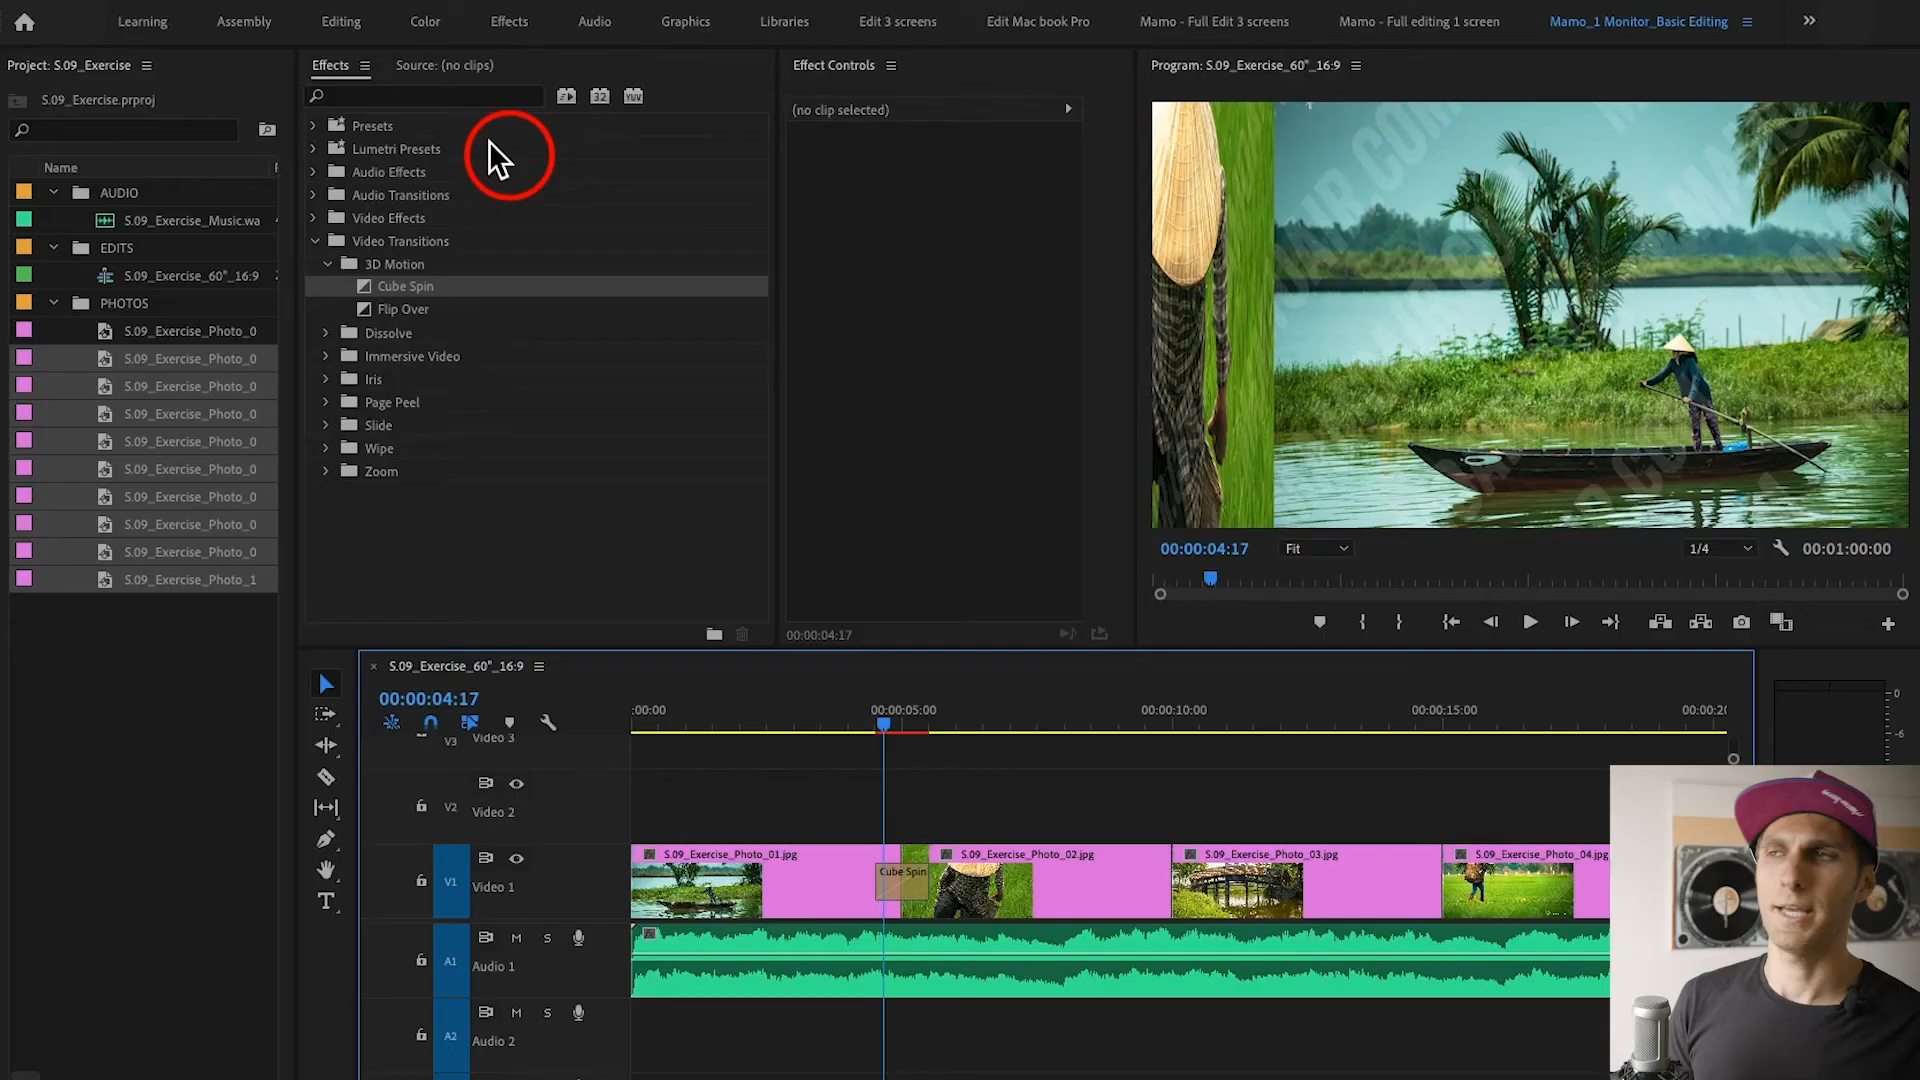 Learning
Assembly
Editing
Color
Effects
Audio
Graphics
Libraries
Edit 3 screens
Edit Mac book Pro
Mamo - Full Edit 3 screens
Mamo - Full editing 1 screen
Mamo_1 Monitor_Basic Editing
Project: S.09_Exercise
S.09_Exercise.prproj
Name
AUDIO
S.09_Exercise_Music.wa
EDITS
S.09_Exercise_60"_16:9
PHOTOS
S.09_Exercise_Photo_0
S.09_Exercise_Photo_0
S.09_Exercise_Photo_0
S.09_Exercise_Photo_0
S.09_Exercise_Photo_0
S.09_Exercise_Photo_0
S.09_Exercise_Photo_0
S.09_Exercise_Photo_0
S.09_Exercise_Photo_0
S.09_Exercise_Photo_1
Effects
Source: (no clips)
32
YUV
Presets
Lumetri Presets
Audio Effects
Audio Transitions
Video Effects
Video Transitions
3D Motion
Cube Spin
Flip Over
Dissolve
Immersive Video
Iris
Page Peel
Slide
Wipe
Zoom
Effect Controls
(no clip selected)
00:00:04:17
Program: S.09_Exercise_60"_16:9
00:00:04:17
Fit
1/4
00:01:00:00
S.09_Exercise_60"_16:9
00:00:04:17
:00:00
00:00:05:00
00:00:10:00
00:00:15:00
00:00:20
V3
Video 3
V2
Video 2
V1
Video 1
S.09_Exercise_Photo_01.jpg
Cube Spin
S.09_Exercise_Photo_02.jpg
S.09_Exercise_Photo_03.jpg
S.09_Exercise_Photo_04.jpg
M
S
A1
Audio 1
M
S
A2
Audio 2
0
-6